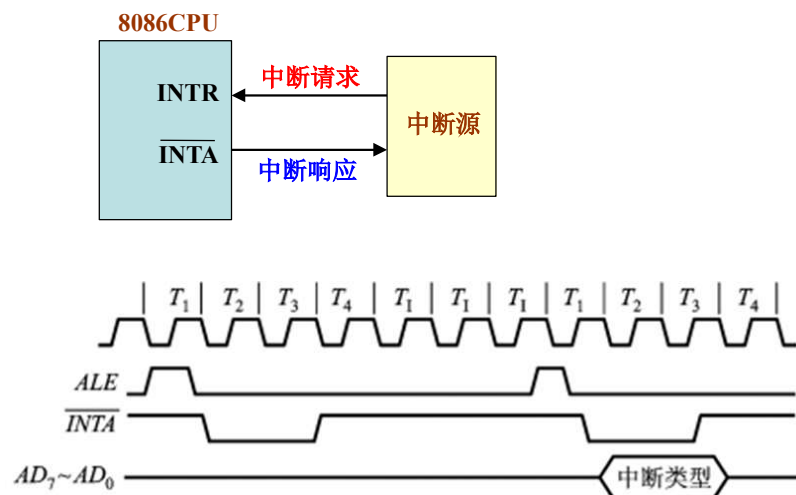 8086CPU
INTR
中断请求
中断源
INTA
中断响应
T1 T2 T3 T4 TI TI TI T1 T2 T3 T4
ALE
INTA
AD7~AD0
中断类型